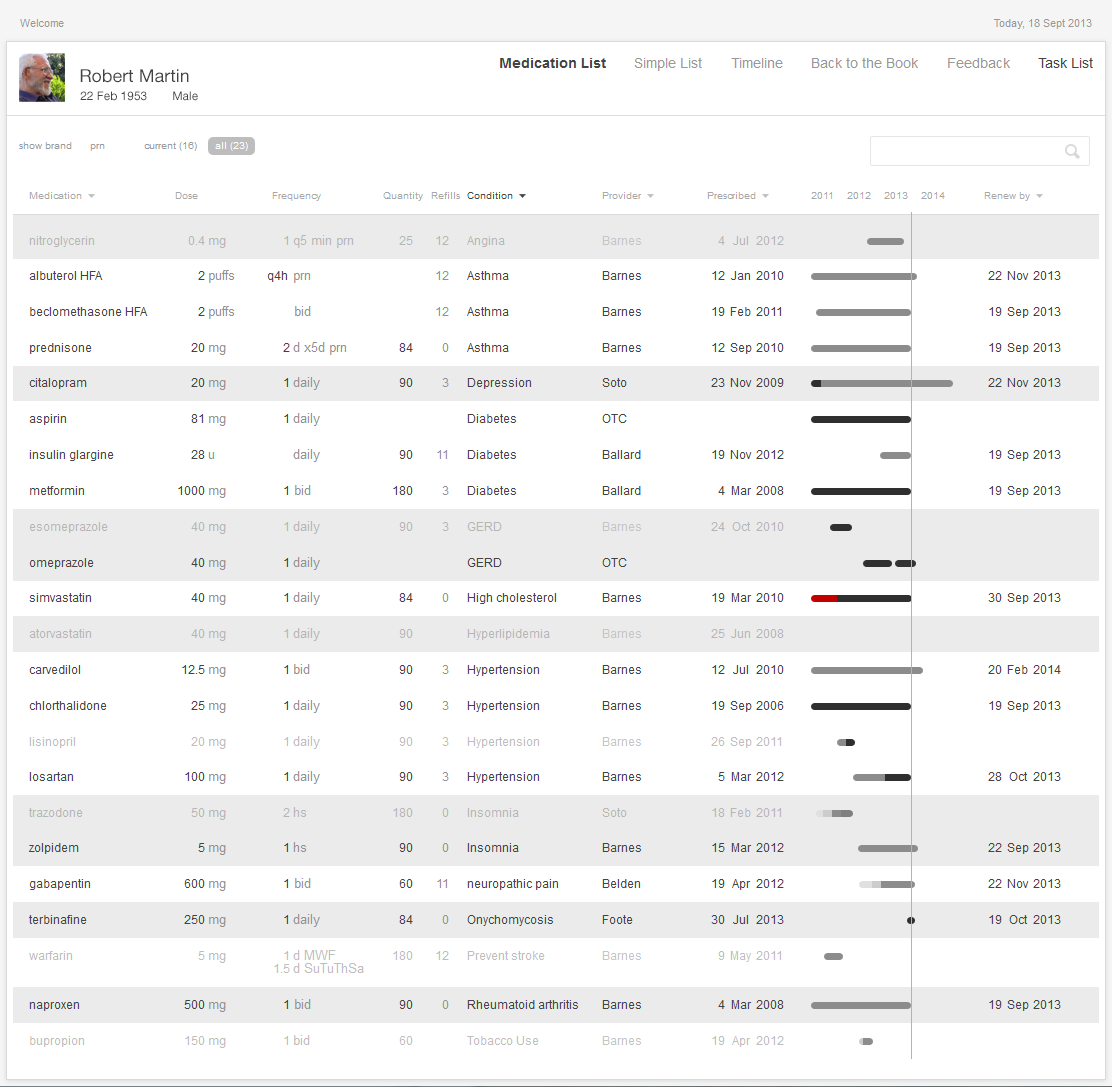 Welcome Today, 18 Sept 2013
Robert Martin Medication List Simple List Timeline Back to the Book Feedback Task List
22 Feb 1953 Male
show brand prn current (16) all (23)
Medication Dose Frequency Quantity Refills Condition Provider Prescribed 2011 2012 2013 2014 Renew by
nitroglycerin 0.4 mg 1 q5 min prn 25 12 Angina Barnes 4 Jul 2012
albuterol HFA 2 puffs q4h prn 12 Asthma Barnes 12 Jan 2010 22 Nov 2013
beclomethasone HFA 2 puffs bid 12 Asthma Barnes 19 Feb 2011 19 Sep 2013
prednisone 20 mg 2 d x5d prn 84 0 Asthma Barnes 12 Sep 2010 19 Sep 2013
citalopram 20 mg 1 daily 90 3 Depression Soto 23 Nov 2009 22 Nov 2013
aspirin 81 mg 1 daily Diabetes OTC
insulin glargine 28 u daily 90 11 Diabetes Ballard 19 Nov 2012 19 Sep 2013
metformin 1000 mg 1 bid 180 3 Diabetes Ballard 4 Mar 2008 19 Sep 2013
esomeprazole 40 mg 1 daily 90 3 GERD Barnes 24 Oct 2010
omeprazole 40 mg 1 daily GERD OTC
simvastatin 40 mg 1 daily 84 0 High cholesterol Barnes 19 Mar 2010 30 Sep 2013
atorvastatin 40 mg 1 daily 90 Hyperlipidemia Barnes 25 Jun 2008
carvedilol 12.5 mg 1 bid 90 3 Hypertension Barnes 12 Jul 2010 20 Feb 2014
chlorthalidone 25 mg 1 daily 90 3 Hypertension Barnes 19 Sep 2006 19 Sep 2013
lisinopril 20 mg 1 daily 90 3 Hypertension Barnes 26 Sep 2011
losartan 100 mg 1 daily 90 3 Hypertension Barnes 5 Mar 2012 28 Oct 2013
trazodone 50 mg 2 hs 180 0 Insomnia Soto 18 Feb 2011
zolpidem 5 mg 1 hs 90 0 Insomnia Barnes 15 Mar 2012 22 Sep 2013
gabapentin 600 mg 1 bid 60 11 neuropathic pain Belden 19 Apr 2012 22 Nov 2013
terbinafine 250 mg 1 daily 84 0 Onychomycosis Foote 30 Jul 2013 19 Oct 2013
warfarin 5 mg 1 d MWF 180 12 Prevent stroke Barnes 9 May 2011
1.5 d SuTuThSa
naproxen 500 mg 1 bid 90 0 Rheumatoid arthritis Barnes 4 Mar 2008 19 Sep 2013
bupropion 150 mg 1 bid 60 Tobacco Use Barnes 19 Apr 2012